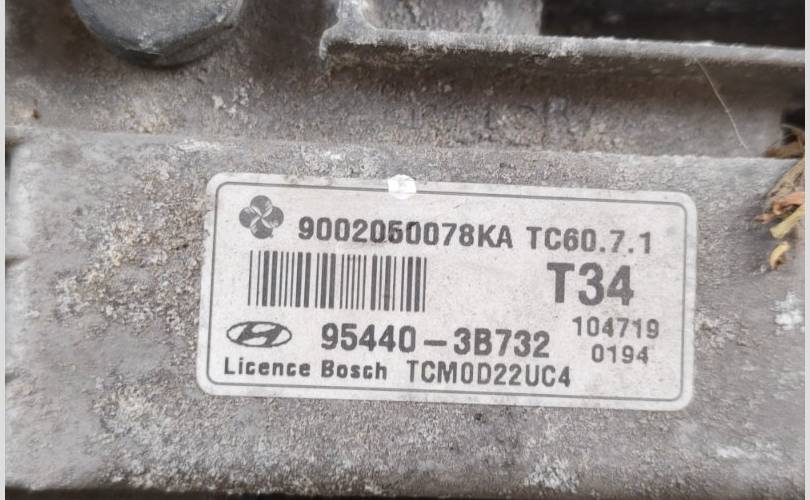 9002050078KA TC60.7.1
T34
95440-3B732
104719
0194
Licence Bosch TCM0D22UC4